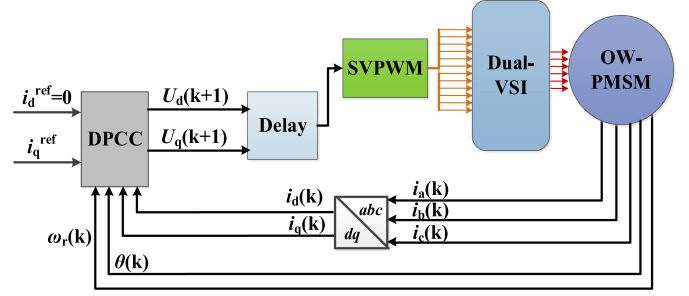 i_d^ref=0
i_q^ref
DPCC
U_d(k+1)
U_q(k+1)
Delay
SVPWM
Dual-
VSI
OW-
PMSM
i_d(k)
i_q(k)
abc
dq
i_a(k)
i_b(k)
i_c(k)
ω_r(k)
θ(k)